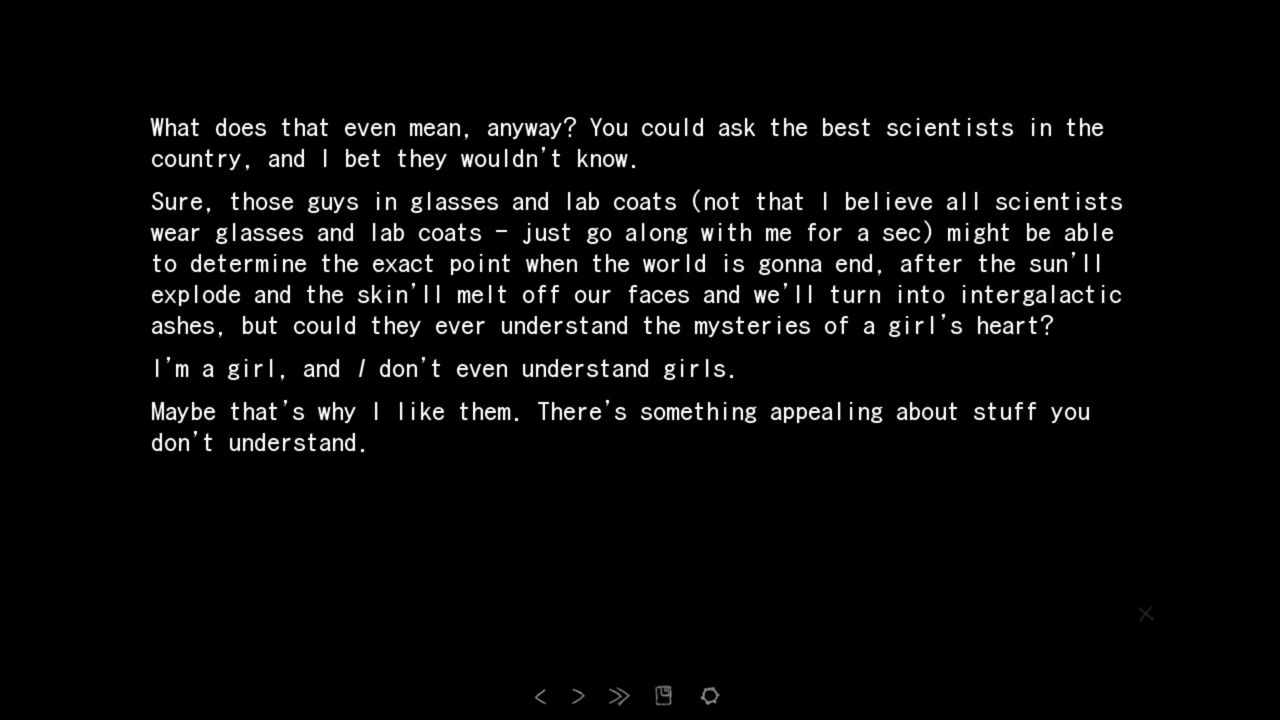 What does that even mean, anyway? You could ask the best scientists in the
country, and I bet they wouldn't know.
Sure, those guys in glasses and lab coats (not that I believe all scientists
wear glasses and lab coats - just go along with me for a sec) might be able
to determine the exact point when the world is gonna end, after the sun'll
explode and the skin'll melt off our faces and we'll turn into intergalactic
ashes, but could they ever understand the mysteries of a girl's heart?
I'm a girl, and I don't even understand girls.
Maybe that's why I like them. There's something appealing about stuff you
don't understand.